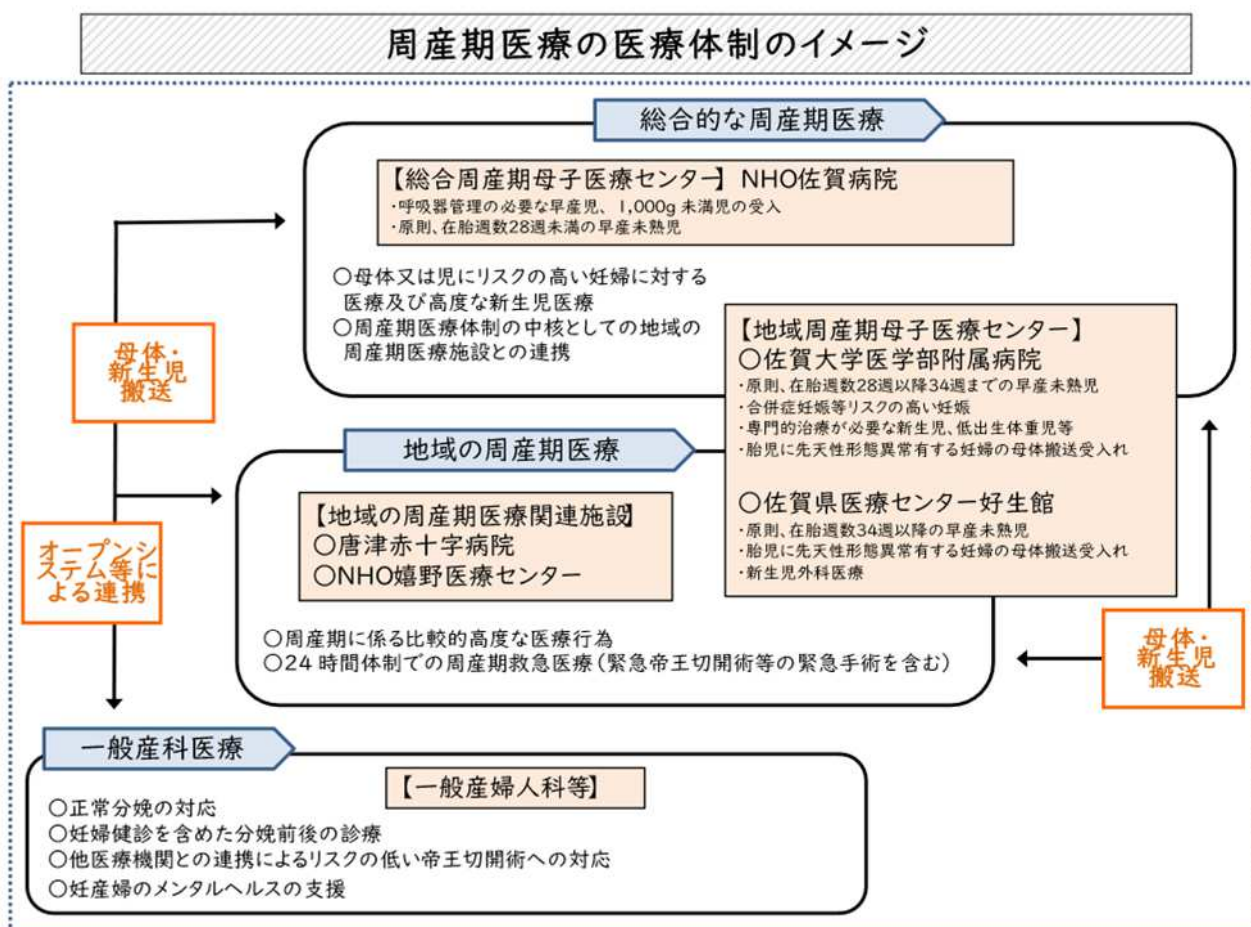 周産期医療の医療体制のイメージ
総合的な周産期医療
【総合周産期母子医療センター】 NHO佐賀病院
・呼吸器管理の必要な早産児、1,000g未満児の受入
・原則、在胎週数28週未満の早産未熟児
○母体又は児にリスクの高い妊婦に対する
医療及び高度な新生児医療
○周産期医療体制の中核としての地域の
周産期医療施設との連携
【地域周産期母子医療センター】
○佐賀大学医学部附属病院
・原則、在胎週数28週以降34週までの早産未熟児
・合併症妊娠等リスクの高い妊娠
・専門的治療が必要な新生児、低出生体重児等
・胎児に先天性形態異常有する妊婦の母体搬送受入れ
○佐賀県医療センター好生館
・原則、在胎週数34週以降の早産未熟児
・胎児に先天性形態異常有する妊婦の母体搬送受入れ
・新生児外科医療
母体・
新生児
搬送
地域の周産期医療
【地域の周産期医療関連施設】
○唐津赤十字病院
○NHO嬉野医療センター
○周産期に係る比較的高度な医療行為
○24時間体制での周産期救急医療(緊急帝王切開術等の緊急手術を含む)
オープンシ
ステム等に
よる連携
母体・
新生児
搬送
一般産科医療
【一般産婦人科等】
○正常分娩の対応
○妊婦健診を含めた分娩前後の診療
○他医療機関との連携によるリスクの低い帝王切開術への対応
○妊産婦のメンタルヘルスの支援